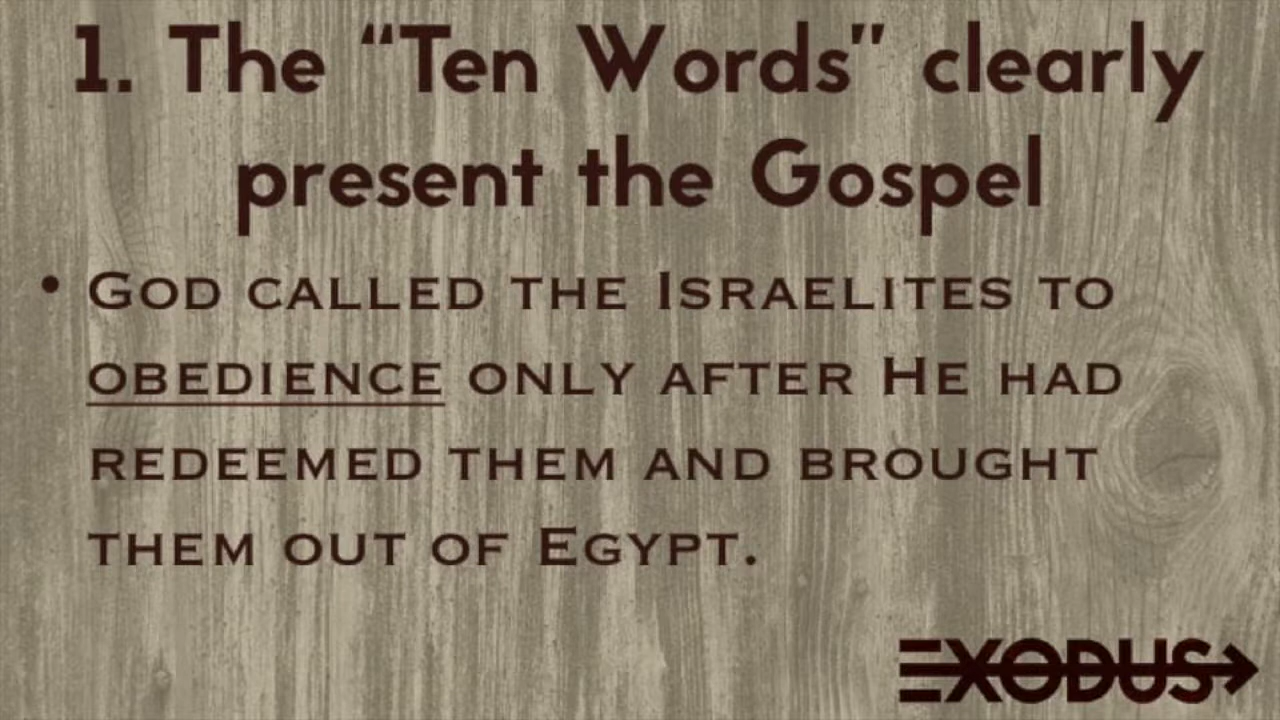 1. The “Ten Words” clearly
present the Gospel
• God called the Israelites to
obedience only after He had
redeemed them and brought
them out of Egypt.
EXODUS